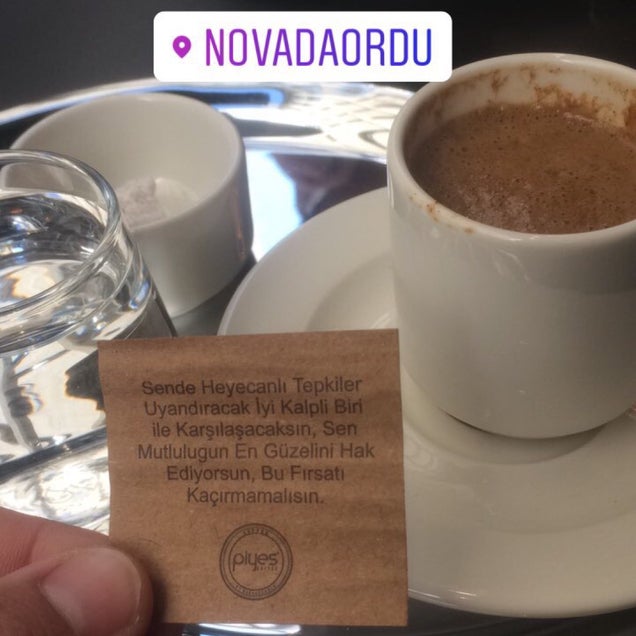 NOVADAORDU
Sende Heyecanlı Tepkiler
Uyandıracak İyi Kalpli Biri
ile Karşılaşacaksın, Sen
Mutlulugun En Güzelini Hak
Ediyorsun, Bu Fırsatı
Kaçırmamalısın.
piyes